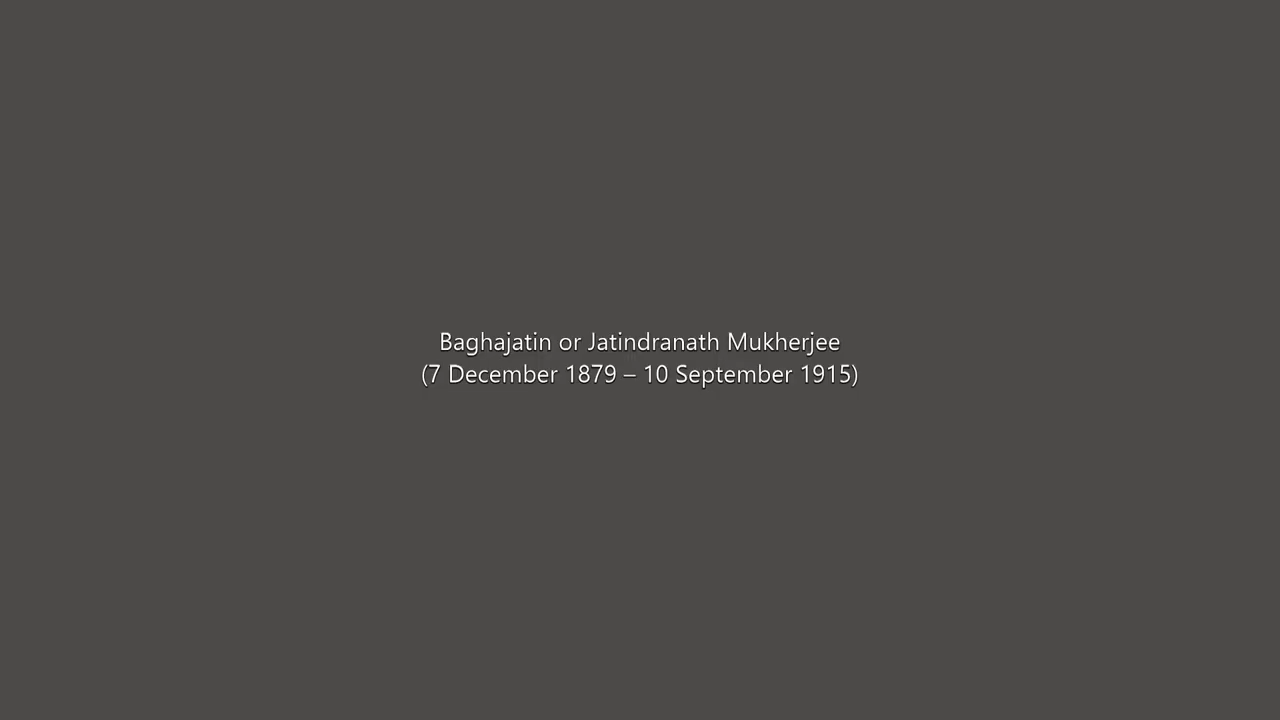 Baghajatin or Jatindranath Mukherjee
(7 December 1879 – 10 September 1915)